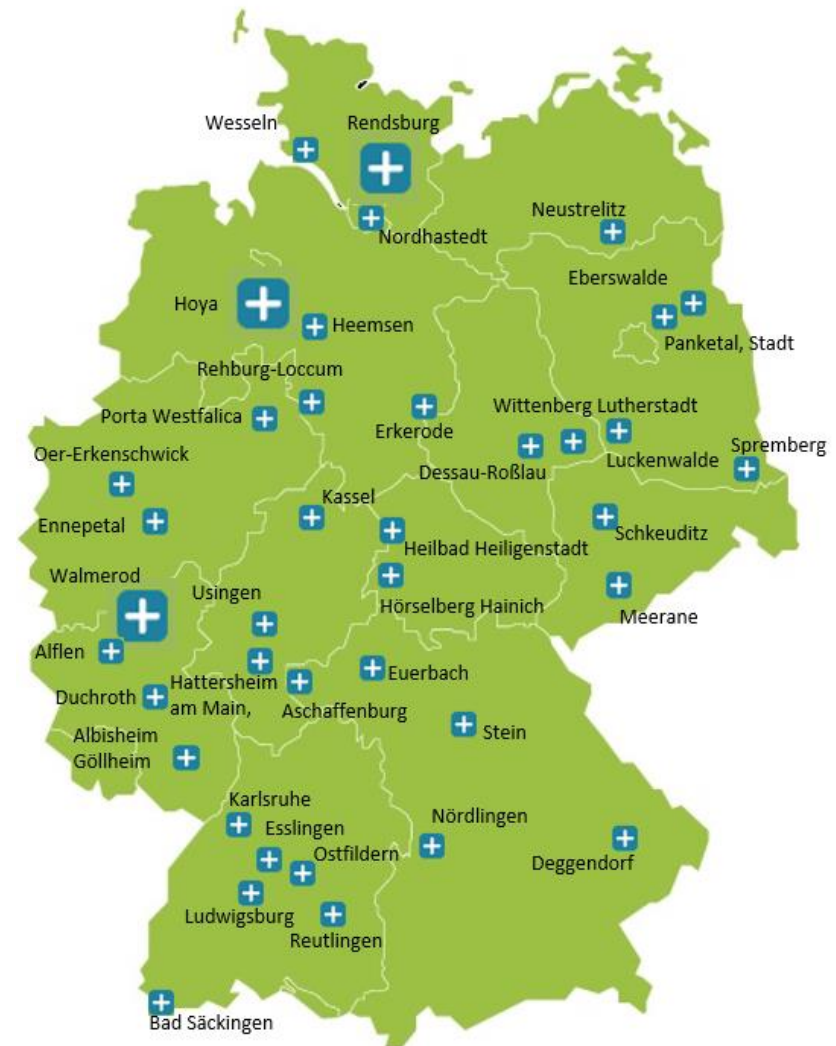 Wesseln
Rendsburg
Nordhastedt
Neustrelitz
Eberswalde
Hoya
Heemsen
Panketal, Stadt
Rehburg-Loccum
Porta Westfalica
Erkerode
Wittenberg Lutherstadt
Oer-Erkenschwick
Dessau-Roßlau
Luckenwalde
Spremberg
Kassel
Ennepetal
Heilbad Heiligenstadt
Schkeuditz
Walmerod
Usingen
Hörselberg Hainich
Meerane
Alflen
Duchroth
Hattersheim
am Main,
Aschaffenburg
Euerbach
Albisheim
Göllheim
Stein
Karlsruhe
Esslingen
Ostfildern
Nördlingen
Deggendorf
Ludwigsburg
Reutlingen
Bad Säckingen